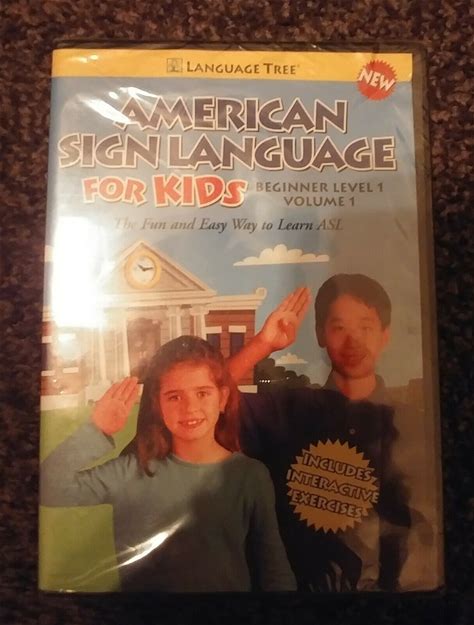 LANGUAGE TREE®
NEW
AMERICAN
SIGN LANGUAGE
FOR KIDS
BEGINNER LEVEL 1
VOLUME 1
The Fun and Easy Way to Learn ASL
INCLUDES
INTERACTIVE
EXERCISES